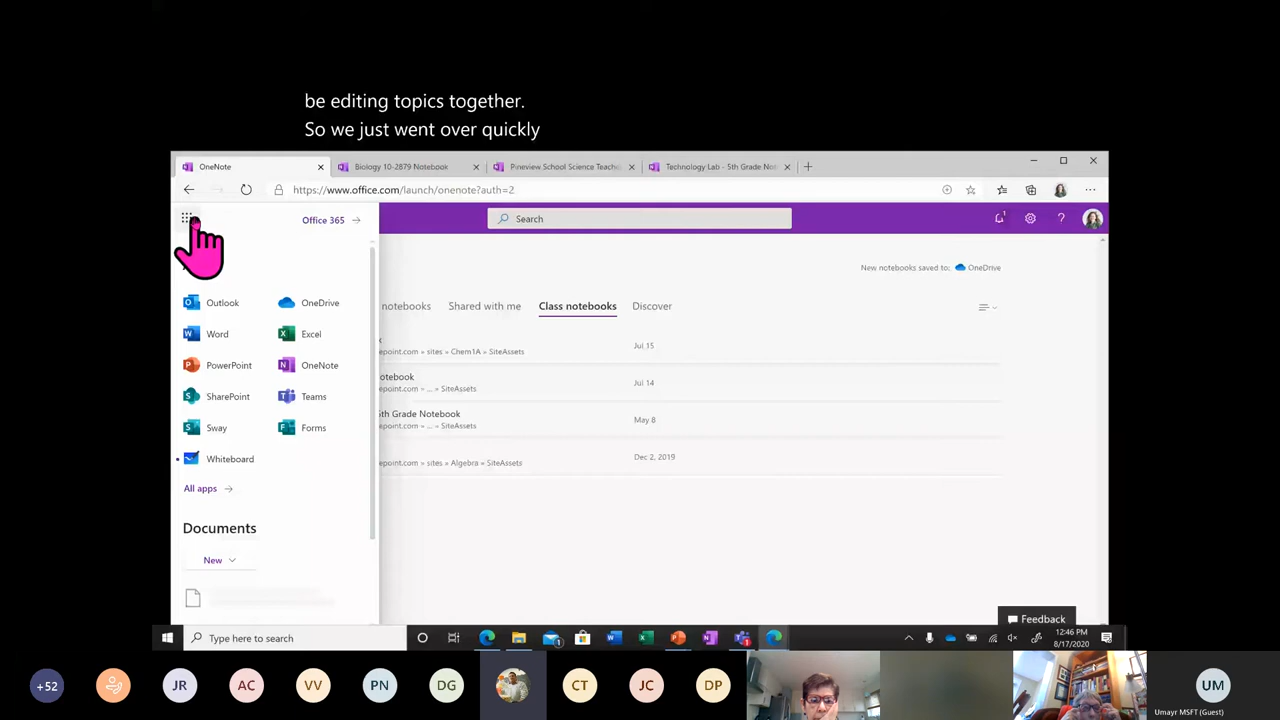 be editing topics together.
So we just went over quickly
OneNote
Biology 10-2879 Notebook
Pineview School Science Teache
Technology Lab - 5th Grade Not
https://www.office.com/launch/onenote?auth=2
Office 365
Search
New notebooks saved to: OneDrive
notebooks Shared with me Class notebooks Discover
Outlook OneDrive
Word Excel
PowerPoint OneNote
SharePoint Teams
Sway Forms
Whiteboard
All apps
k
epoint.com » sites » Chem1A » SiteAssets
Jul 15
otebook
epoint.com » ... » SiteAssets
Jul 14
5th Grade Notebook
epoint.com » ... » SiteAssets
May 8
epoint.com » sites » Algebra » SiteAssets
Dec 2, 2019
Documents
New
Feedback
Type here to search
12:46 PM
8/17/2020
+52 JR AC VV PN DG CT JC DP UM
Umayr MSFT (Guest)